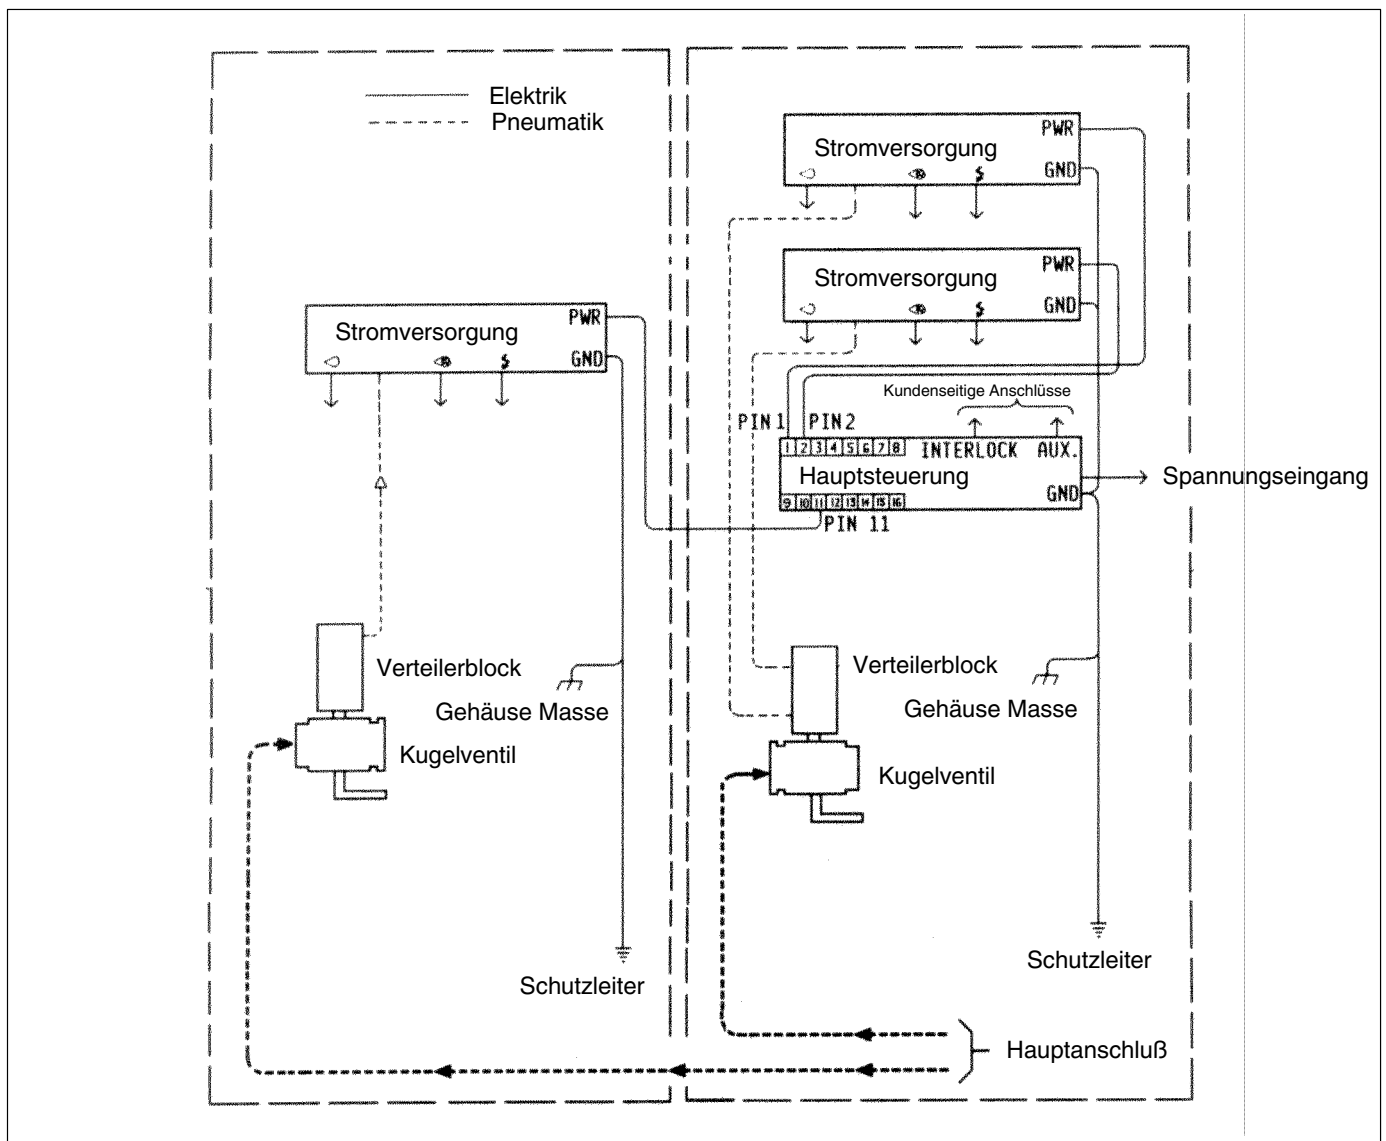 Elektrik
Pneumatik
Stromversorgung
PWR
GND
Stromversorgung
PWR
GND
Stromversorgung
PWR
GND
Kundenseitige Anschlüsse
PIN 1
PIN 2
1 2 3 4 5 6 7 8
INTERLOCK AUX.
Hauptsteuerung
GND
Spannungseingang
9 10 11 12 13 14 15 16
PIN 11
Verteilerblock
Gehäuse Masse
Kugelventil
Schutzleiter
Verteilerblock
Gehäuse Masse
Kugelventil
Schutzleiter
Hauptanschluß